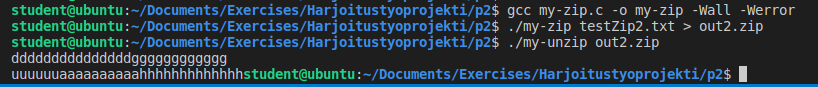 student@ubuntu:~/Documents/Exercises/Harjoitustyoprojekti/p2$ gcc my-zip.c -o my-zip -Wall -Werror
student@ubuntu:~/Documents/Exercises/Harjoitustyoprojekti/p2$ ./my-zip testZip2.txt > out2.zip
student@ubuntu:~/Documents/Exercises/Harjoitustyoprojekti/p2$ ./my-unzip out2.zip
dddddddddddddddgggggggggggg
uuuuuuaaaaaaaaaahhhhhhhhhhhhhstudent@ubuntu:~/Documents/Exercises/Harjoitustyoprojekti/p2$